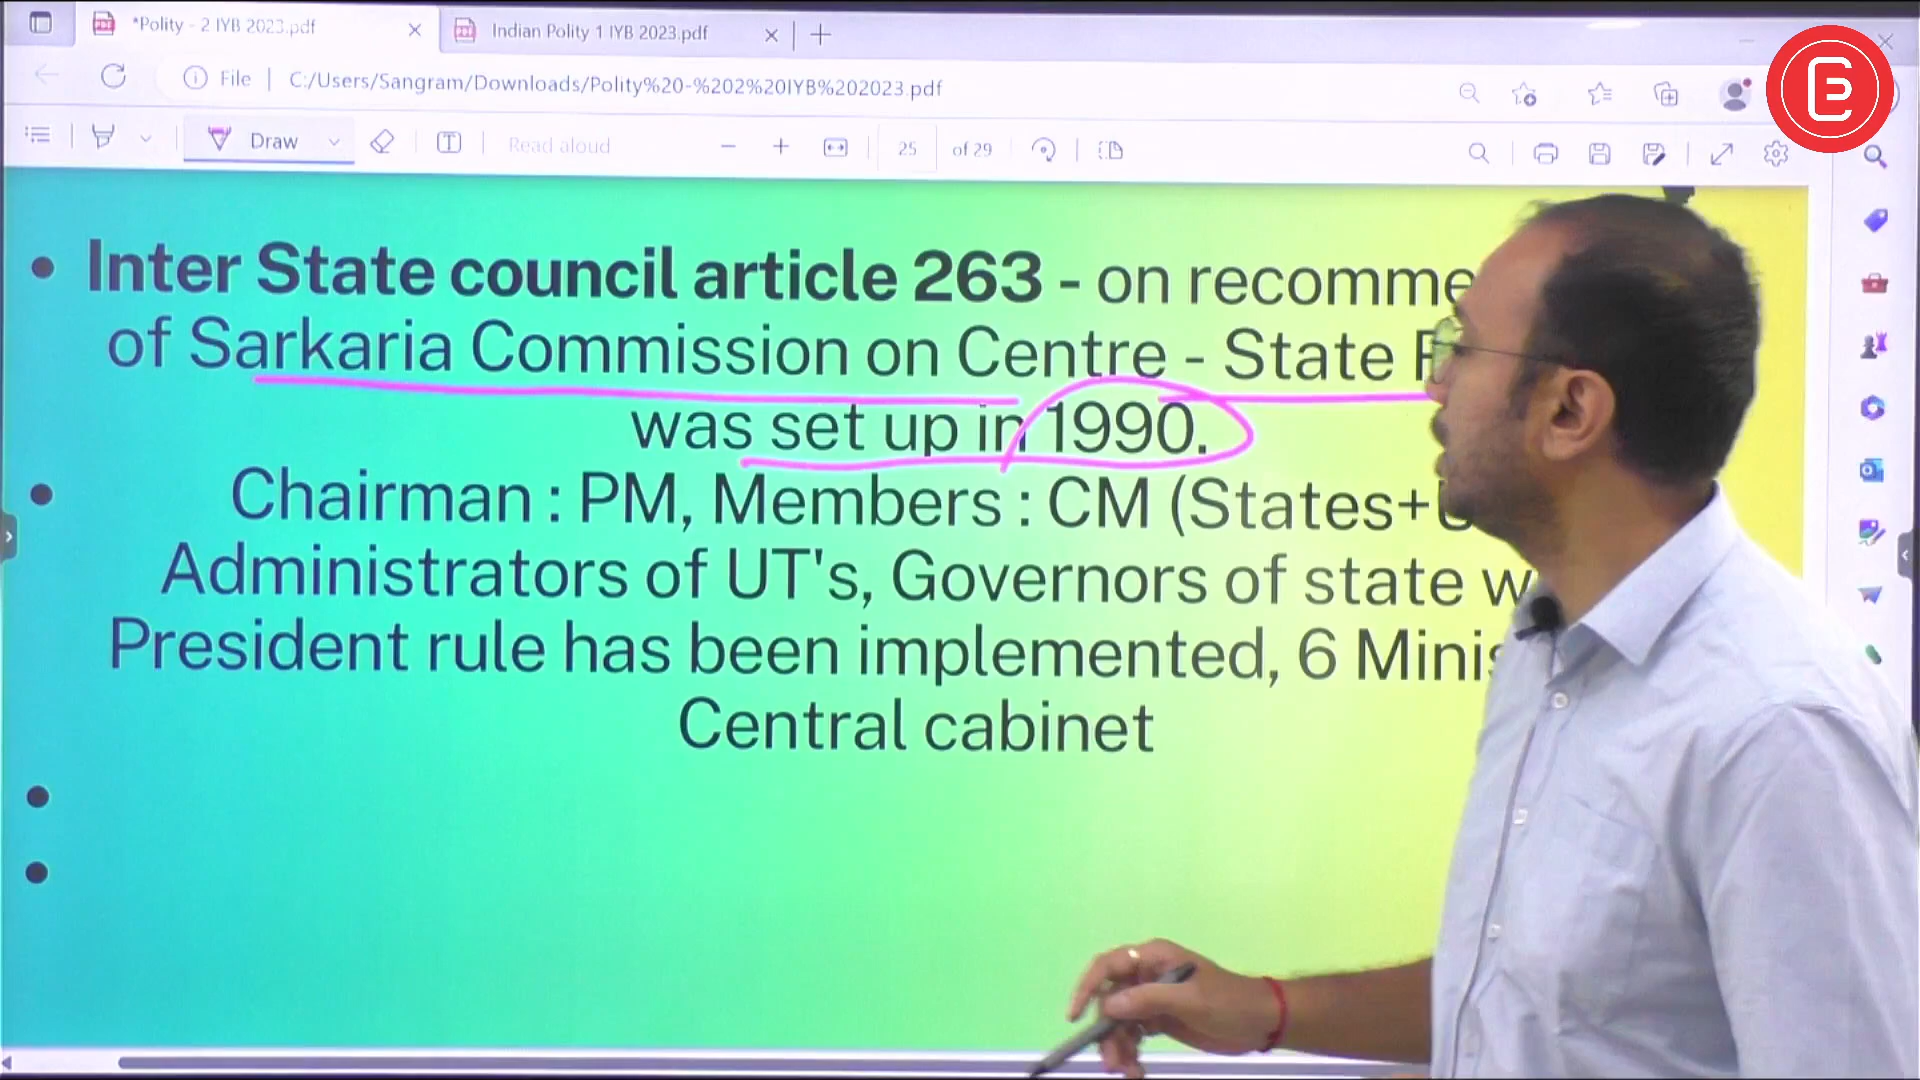 *Polity - 2 IYB 2023.pdf
Indian Polity 1 IYB 2023.pdf
File | C:/Users/Sangram/Downloads/Polity%20-%202%20IYB%202023.pdf
Draw
Read aloud
25 of 29
• Inter State council article 263 - on
of Sarkaria Commission on Centre - State
was set up in 1990.
• Chairman : PM, Members : CM (States+
Administrators of UT's, Governors of state
President rule has been implemented, 6
Central cabinet